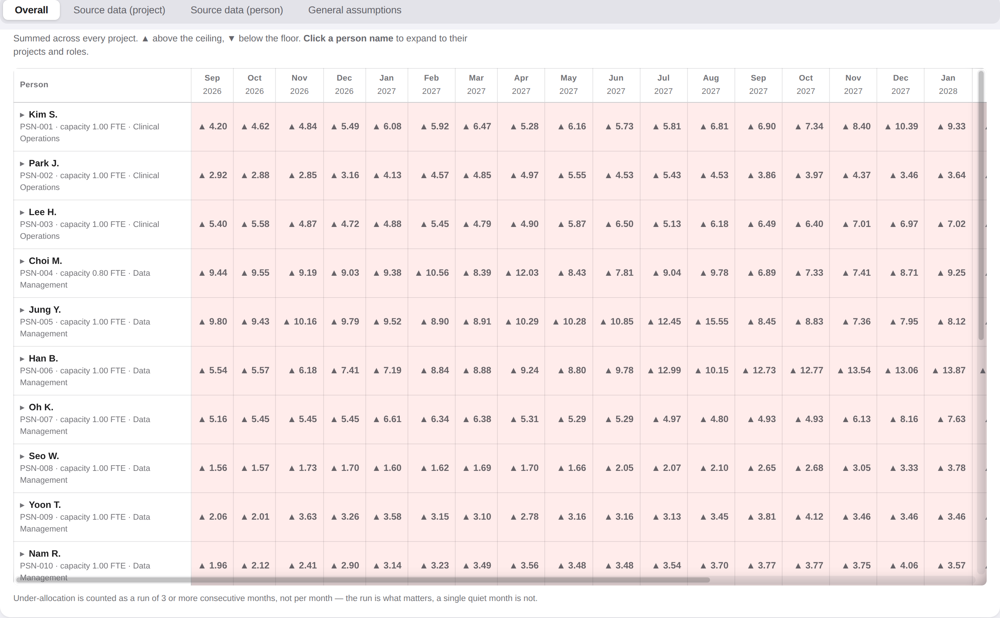 Overall Source data (project) Source data (person) General assumptions
Summed across every project. ▲ above the ceiling, ▼ below the floor. Click a person name to expand to their
projects and roles.
Person Sep 2026 Oct 2026 Nov 2026 Dec 2026 Jan 2027 Feb 2027 Mar 2027 Apr 2027 May 2027 Jun 2027 Jul 2027 Aug 2027 Sep 2027 Oct 2027 Nov 2027 Dec 2027 Jan 2028
▶ Kim S.
PSN-001 · capacity 1.00 FTE · Clinical
Operations
▲ 4.20 ▲ 4.62 ▲ 4.84 ▲ 5.49 ▲ 6.08 ▲ 5.92 ▲ 6.47 ▲ 5.28 ▲ 6.16 ▲ 5.73 ▲ 5.81 ▲ 6.81 ▲ 6.90 ▲ 7.34 ▲ 8.40 ▲ 10.39 ▲ 9.33
▶ Park J.
PSN-002 · capacity 1.00 FTE · Clinical
Operations
▲ 2.92 ▲ 2.88 ▲ 2.85 ▲ 3.16 ▲ 4.13 ▲ 4.57 ▲ 4.85 ▲ 4.97 ▲ 5.55 ▲ 4.53 ▲ 5.43 ▲ 4.53 ▲ 3.86 ▲ 3.97 ▲ 4.37 ▲ 3.46 ▲ 3.64
▶ Lee H.
PSN-003 · capacity 1.00 FTE · Clinical
Operations
▲ 5.40 ▲ 5.58 ▲ 4.87 ▲ 4.72 ▲ 4.88 ▲ 5.45 ▲ 4.79 ▲ 4.90 ▲ 5.87 ▲ 6.50 ▲ 5.13 ▲ 6.18 ▲ 6.49 ▲ 6.40 ▲ 7.01 ▲ 6.97 ▲ 7.02
▶ Choi M.
PSN-004 · capacity 0.80 FTE · Data
Management
▲ 9.44 ▲ 9.55 ▲ 9.19 ▲ 9.03 ▲ 9.38 ▲ 10.56 ▲ 8.39 ▲ 12.03 ▲ 8.43 ▲ 7.81 ▲ 9.04 ▲ 9.78 ▲ 6.89 ▲ 7.33 ▲ 7.41 ▲ 8.71 ▲ 9.25
▶ Jung Y.
PSN-005 · capacity 1.00 FTE · Data
Management
▲ 9.80 ▲ 9.43 ▲ 10.16 ▲ 9.79 ▲ 9.52 ▲ 8.90 ▲ 8.91 ▲ 10.29 ▲ 10.28 ▲ 10.85 ▲ 12.45 ▲ 15.55 ▲ 8.45 ▲ 8.83 ▲ 7.36 ▲ 7.95 ▲ 8.12
▶ Han B.
PSN-006 · capacity 1.00 FTE · Data
Management
▲ 5.54 ▲ 5.57 ▲ 6.18 ▲ 7.41 ▲ 7.19 ▲ 8.84 ▲ 8.88 ▲ 9.24 ▲ 8.80 ▲ 9.78 ▲ 12.99 ▲ 10.15 ▲ 12.73 ▲ 12.77 ▲ 13.54 ▲ 13.06 ▲ 13.87 ▲
▶ Oh K.
PSN-007 · capacity 1.00 FTE · Data
Management
▲ 5.16 ▲ 5.45 ▲ 5.45 ▲ 5.45 ▲ 6.61 ▲ 6.34 ▲ 6.38 ▲ 5.31 ▲ 5.29 ▲ 5.29 ▲ 4.97 ▲ 4.80 ▲ 4.93 ▲ 4.93 ▲ 6.13 ▲ 8.16 ▲ 7.63
▶ Seo W.
PSN-008 · capacity 1.00 FTE · Data
Management
▲ 1.56 ▲ 1.57 ▲ 1.73 ▲ 1.70 ▲ 1.60 ▲ 1.62 ▲ 1.69 ▲ 1.70 ▲ 1.66 ▲ 2.05 ▲ 2.07 ▲ 2.10 ▲ 2.65 ▲ 2.68 ▲ 3.05 ▲ 3.33 ▲ 3.78
▶ Yoon T.
PSN-009 · capacity 1.00 FTE · Data
Management
▲ 2.06 ▲ 2.01 ▲ 3.63 ▲ 3.26 ▲ 3.58 ▲ 3.15 ▲ 3.10 ▲ 2.78 ▲ 3.16 ▲ 3.16 ▲ 3.13 ▲ 3.45 ▲ 3.81 ▲ 4.12 ▲ 3.46 ▲ 3.46 ▲ 3.46
▶ Nam R.
PSN-010 · capacity 1.00 FTE · Data
Management
▲ 1.96 ▲ 2.12 ▲ 2.41 ▲ 2.90 ▲ 3.14 ▲ 3.23 ▲ 3.49 ▲ 3.56 ▲ 3.48 ▲ 3.48 ▲ 3.54 ▲ 3.70 ▲ 3.77 ▲ 3.77 ▲ 3.75 ▲ 4.06 ▲ 3.57
Under-allocation is counted as a run of 3 or more consecutive months, not per month — the run is what matters, a single quiet month is not.